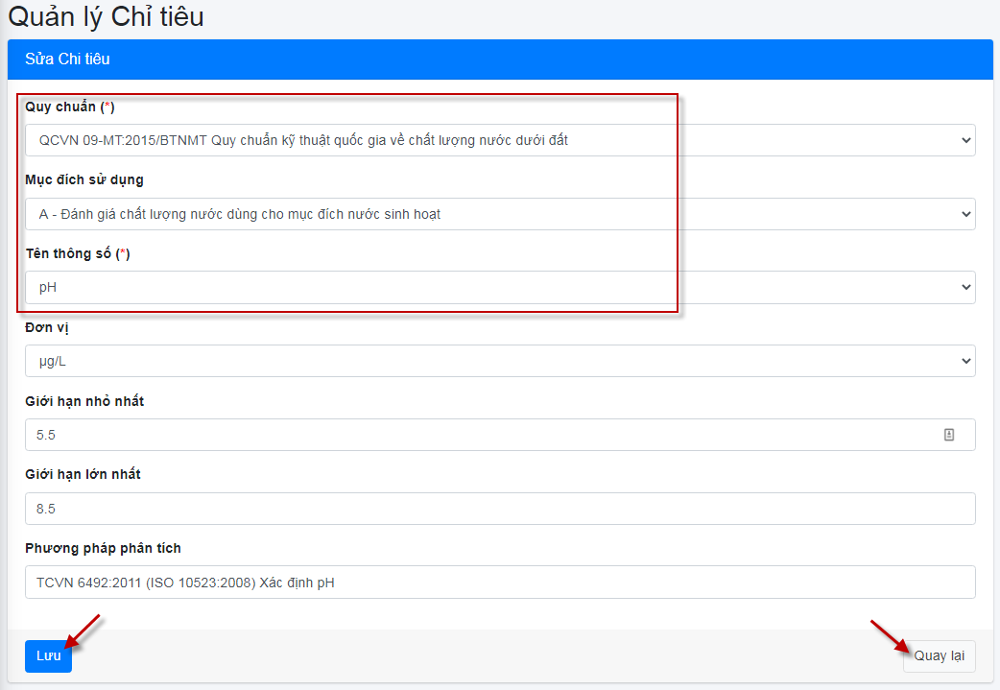 Quản lý Chỉ tiêu
Sửa Chỉ tiêu
Quy chuẩn (*)
QCVN 09-MT:2015/BTNMT Quy chuẩn kỹ thuật quốc gia về chất lượng nước dưới đất
Mục đích sử dụng
A - Đánh giá chất lượng nước dùng cho mục đích nước sinh hoạt
Tên thông số (*)
pH
Đơn vị
µg/L
Giới hạn nhỏ nhất
5.5
Giới hạn lớn nhất
8.5
Phương pháp phân tích
TCVN 6492:2011 (ISO 10523:2008) Xác định pH
Lưu
Quay lại